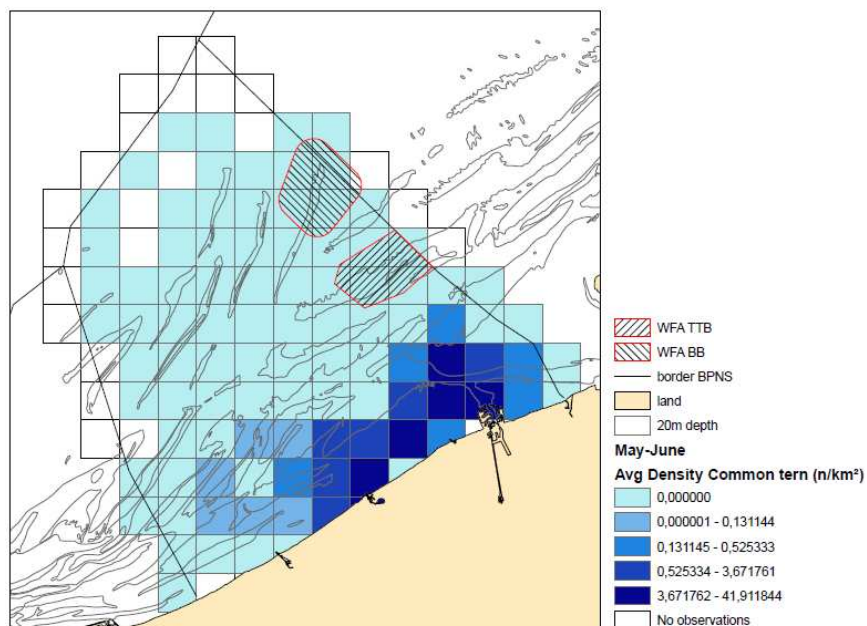 WFA TTB
WFA BB
border BPNS
land
20m depth
May-June
Avg Density Common tern (n/km²)
0,000000
0,000001 - 0,131144
0,131145 - 0,525333
0,525334 - 3,671761
3,671762 - 41,911844
No observations